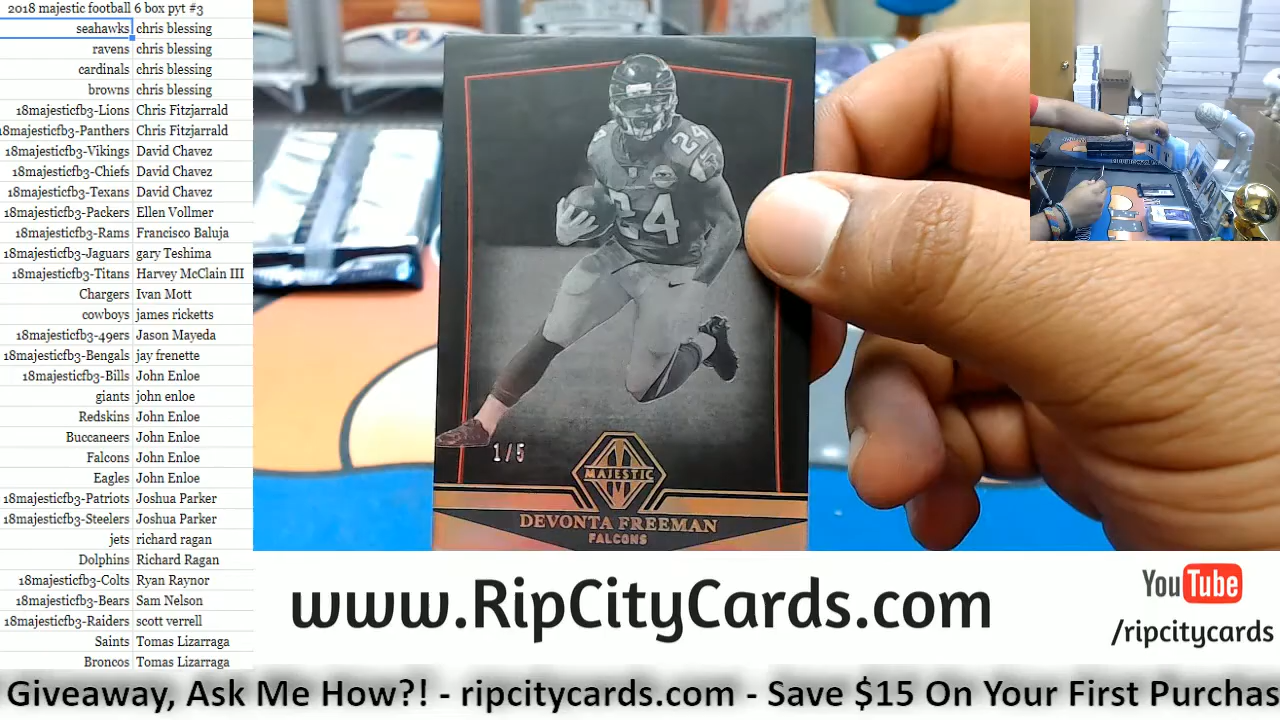 2018 majestic football 6 box pyt #3
seahawks chris blessing
ravens chris blessing
cardinals chris blessing
browns chris blessing
18majesticfb3-Lions Chris Fitzjarrald
18majesticfb3-Panthers Chris Fitzjarrald
18majesticfb3-Vikings David Chavez
18majesticfb3-Chiefs David Chavez
18majesticfb3-Texans David Chavez
18majesticfb3-Packers Ellen Vollmer
18majesticfb3-Rams Francisco Baluja
18majesticfb3-Jaguars gary Teshima
18majesticfb3-Titans Harvey McClain III
Chargers Ivan Mott
cowboys james ricketts
18majesticfb3-49ers Jason Mayeda
18majesticfb3-Bengals jay frenette
18majesticfb3-Bills John Enloe
giants john enloe
Redskins John Enloe
Buccaneers John Enloe
Falcons John Enloe
Eagles John Enloe
18majesticfb3-Patriots Joshua Parker
18majesticfb3-Steelers Joshua Parker
jets richard ragan
Dolphins Richard Ragan
18majesticfb3-Colts Ryan Raynor
18majesticfb3-Bears Sam Nelson
18majesticfb3-Raiders scott verrell
Saints Tomas Lizarraga
Broncos Tomas Lizarraga
24
24
1/5
MAJESTIC
DEVONTA FREEMAN
FALCONS
www.RipCityCards.com
YouTube
/ripcitycards
Giveaway, Ask Me How?! - ripcitycards.com - Save $15 On Your First Purchas